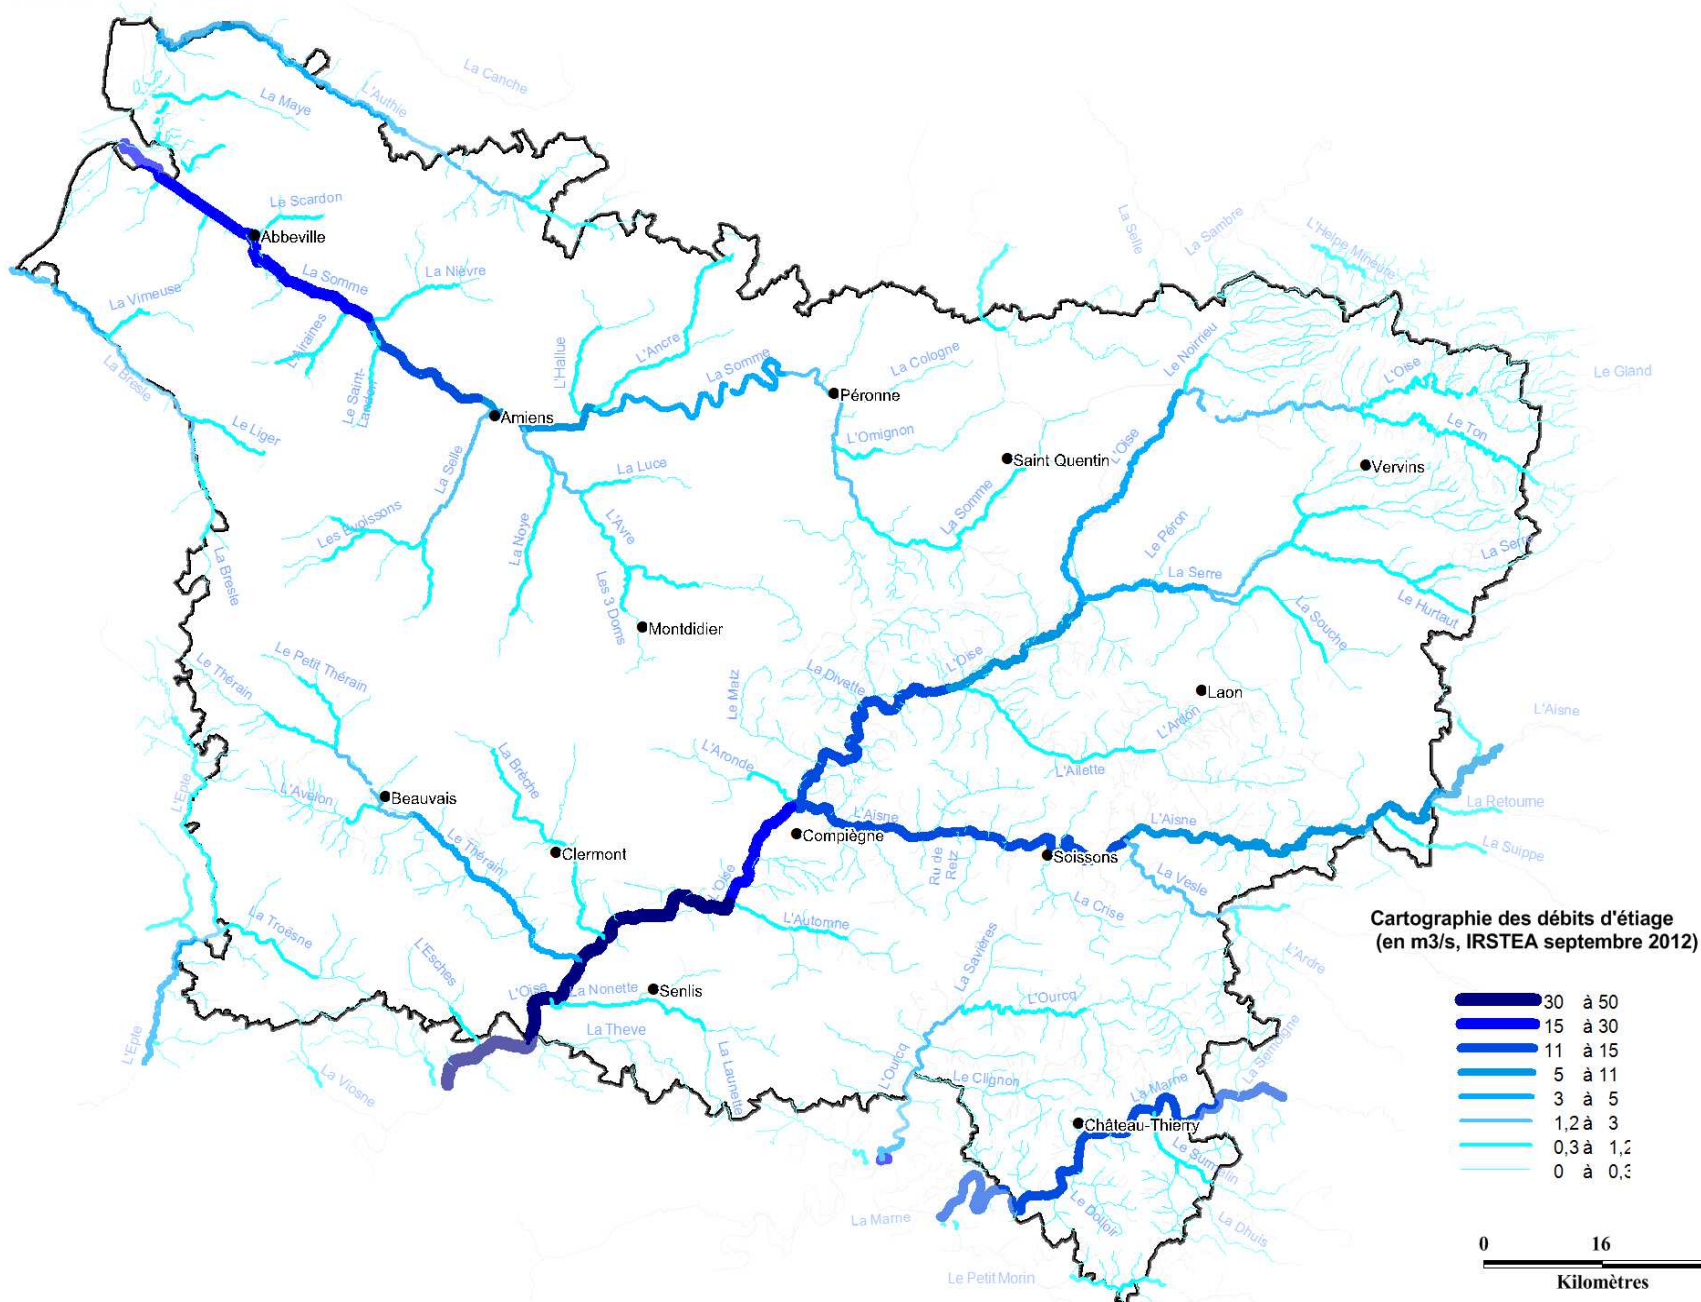 La Canche
L'Authie
La Maye
Le Scardon
Abbeville
La Somme
La Nièvre
La Vimeuse
L'Airaines
Le Saint-
Landon
La Bresle
Le Liger
L'Hallue
L'Ancre
La Somme
La Cologne
Péronne
Amiens
L'Omignon
Saint Quentin
La Selle
La Sambre
L'Helpe Mineure
Le Noirrieu
L'Oise
Le Gland
Le Ton
Vervins
L'Oise
La Selle
La Luce
Les Evoissons
La Noye
L'Avre
La Somme
Le Péron
La Serre
La Serre
Le Hurtaut
La Souche
La Bresle
Les 3 Doms
Montdidier
Le Petit Thérain
Le Thérain
Le Matz
La Divette
L'Oise
Laon
L'Ardon
L'Ailette
L'Aisne
L'Aronde
La Brêche
L'Epte
L'Avelon
Beauvais
Le Thérain
Clermont
Compiègne
L'Aisne
L'Aisne
Soissons
Ru de
Retz
La Retourne
La Suippe
La Vesle
La Crise
L'Oise
L'Automne
La Troësne
L'Esches
L'Oise
La Nonette
Senlis
La Theve
La Launette
La Savières
L'Ourcq
L'Ardre
L'Epte
La Viosne
L'Ourcq
Le Clignon
La Marne
La Semoigne
Château-Thierry
Le Surmelin
Le Dolloir
La Dhuis
La Marne
Le Petit Morin
Cartographie des débits d'étiage
(en m3/s, IRSTEA septembre 2012)
30 à 50
15 à 30
11 à 15
5 à 11
3 à 5
1,2 à 3
0,3 à 1,2
0 à 0,3
0 16
Kilomètres